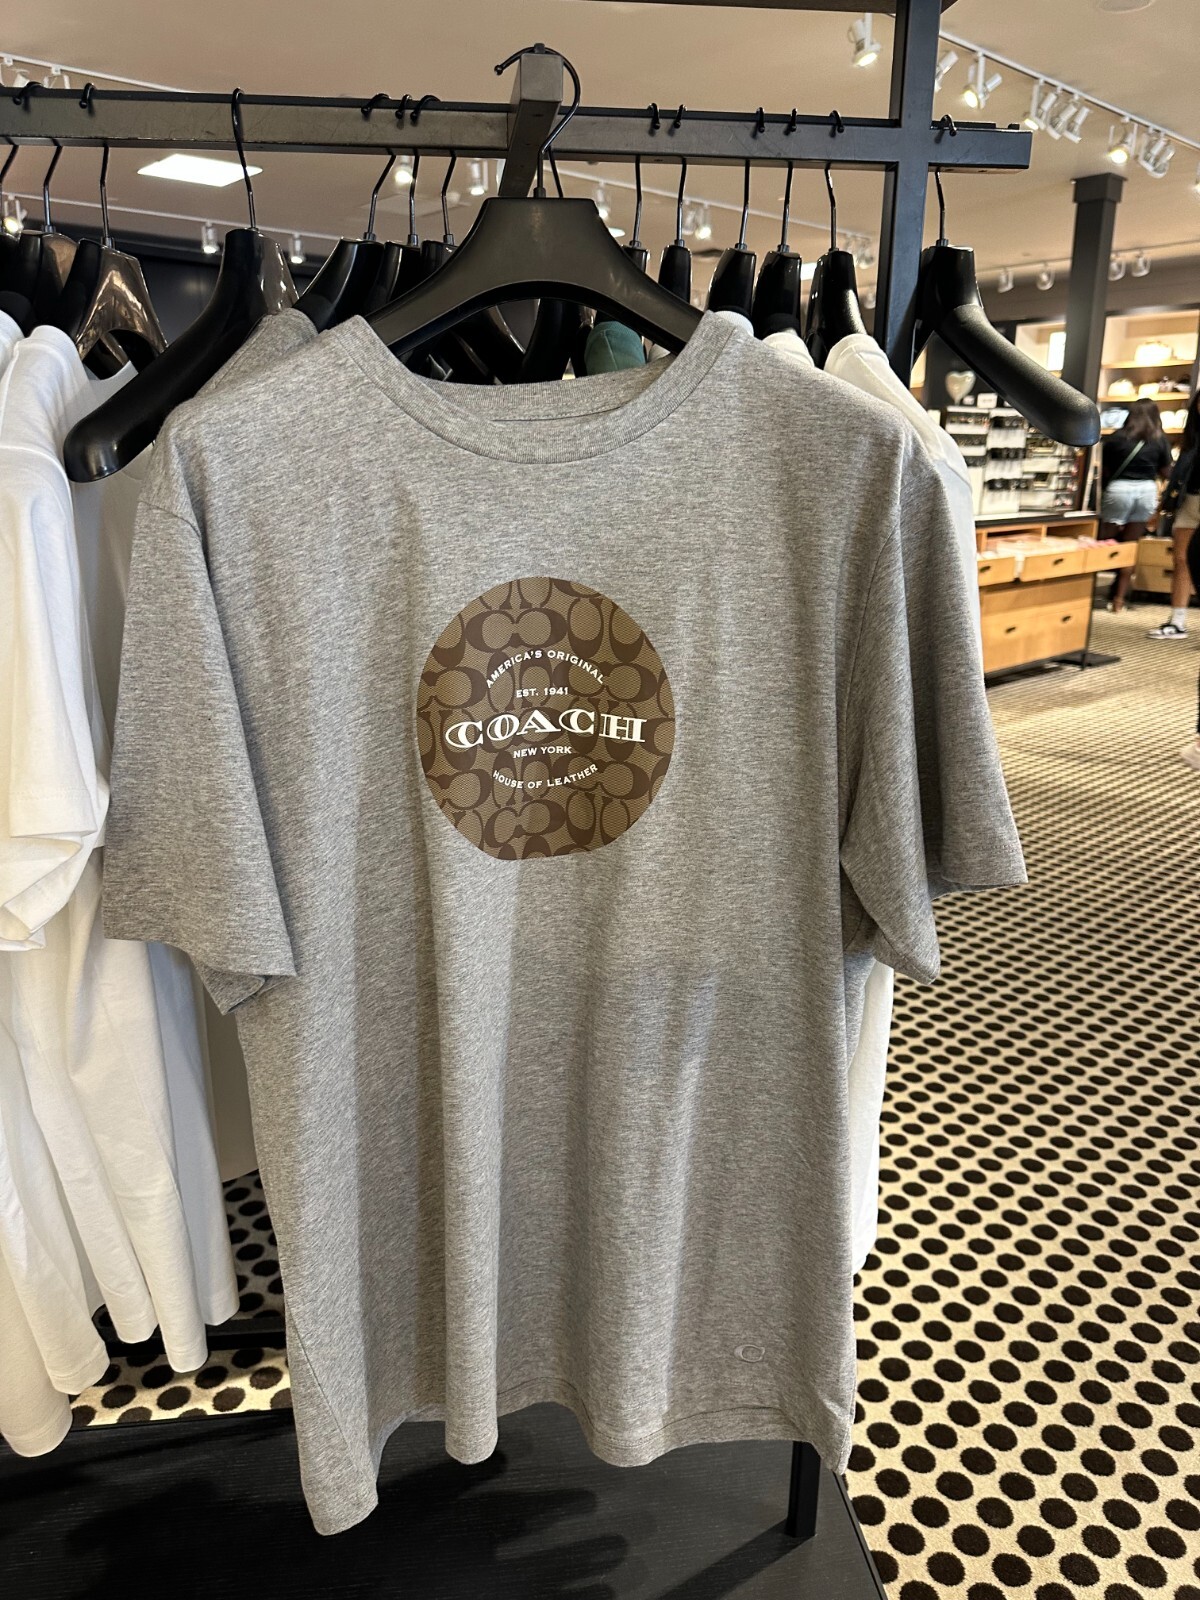 AMERICA'S ORIGINAL
EST. 1941
COACH
NEW YORK
HOUSE OF LEATHER
C